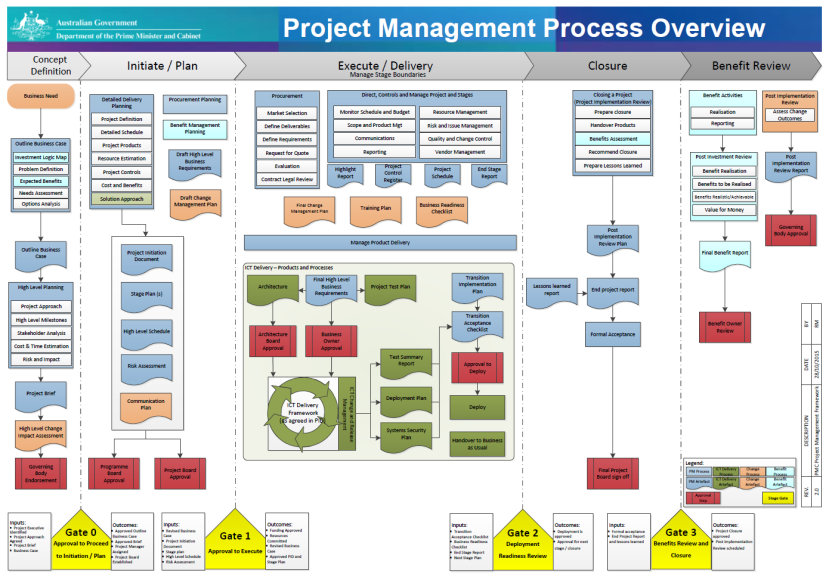 Australian Government
Department of the Prime Minister and Cabinet
Project Management Process Overview
Concept
Definition
Initiate / Plan
Execute / Delivery
Manage Stage Boundaries
Closure
Benefit Review
Business Need
Outline Business Case
Investment Logic Map
Problem Definition
Expected Benefits
Needs Assessment
Options Analysis
Outline Business
Case
High Level Planning
Project Approach
High Level Milestones
Stakeholder Analysis
Cost & Time Estimation
Risk and Impact
Project Brief
High Level Change
Impact Assessment
Governing
Body
Endorsement
Detailed Delivery
Planning
Project Definition
Detailed Schedule
Project Products
Resource Estimation
Project Controls
Cost and Benefits
Solution Approach
Procurement Planning
Benefit Management
Planning
Draft High Level
Business
Requirements
Draft Change
Management Plan
Project Initiation
Document
Stage Plan (s)
High Level Schedule
Risk Assessment
Communication
Plan
Programme
Board
Approval
Project Board
Approval
Procurement
Market Selection
Define Deliverables
Define Requirements
Request for Quote
Evaluation
Contract Legal Review
Direct, Controls and Manage Project and Stages
Monitor Schedule and Budget
Scope and Product Mgt
Communications
Reporting
Resource Management
Risk and Issue Management
Quality and Change Control
Vendor Management
Highlight
Report
Project
Control
Register
Project
Schedule
End Stage
Report
Final Change
Management Plan
Training Plan
Business Readiness
Checklist
Manage Product Delivery
ICT Delivery – Products and Processes
Architecture
Final High Level
Business
Requirements
Project Test Plan
Transition
Implementation
Plan
Architecture
Board
Approval
Business
Owner
Approval
Transition
Acceptance
Checklist
Test Summary
Report
Approval to
Deploy
ICT Delivery
Framework
(as agreed in PID)
ICT Change and Release
Management
Deployment Plan
Deploy
Systems Security
Plan
Handover to Business
as Usual
Closing a Project
(Project Implementation Review)
Prepare closure
Handover Products
Benefits Assessment
Recommend Closure
Prepare Lessons Learned
Post
Implementation
Review Plan
Lessons learned
report
End project report
Formal Acceptance
Final Project
Board sign off
Benefit Activities
Realisation
Reporting
Post Investment Review
Benefit Realisation
Benefits to be Realised
Benefits Realistic/Achievable
Value for Money
Final Benefit Report
Benefit Owner
Review
Post Implementation
Review
Assess Change
Outcomes
Post
Implementation
Review Report
Governing
Body Approval
BY
RM
DATE
28/10/2015
DESCRIPTION
PMC Project Management Framework
REV.
2.0
Legend:
PM Process
ICT Delivery
Process
Change
Process
Benefit
Process
PM Artefact
ICT Delivery
Artefact
Change
Artefact
Benefit
Artefact
Approval
Step
Stage Gate
Inputs:
Project Executive
Identified
Project Approach
Agreed
Project Brief
Business Case
Gate 0
Approval to Proceed
to Initiation / Plan
Outcomes:
Approved Outline
Business Case
Approved Brief
Project Manager
Assigned
Project Board
Established
Inputs:
Revised Business
Case
Project Initiation
Document
Stage plan
High Level Schedule
Risk Assessment
Gate 1
Approval to Execute
Outcomes:
Funding Approved
Resources
Committed
Revised Business
Case
Approved PID and
Stage Plan
Inputs:
Transition
Acceptance Checklist
Business Readiness
Checklist
End Stage Report
Next Stage Plan
Gate 2
Deployment
Readiness Review
Outcomes:
Deployment is
approved
Approval for next
stage / closure
Inputs:
Formal acceptance
End Project Report
and lessons learned
Gate 3
Benefits Review and
Closure
Outcomes:
Project Closure
approved
Post Implementation
Review scheduled